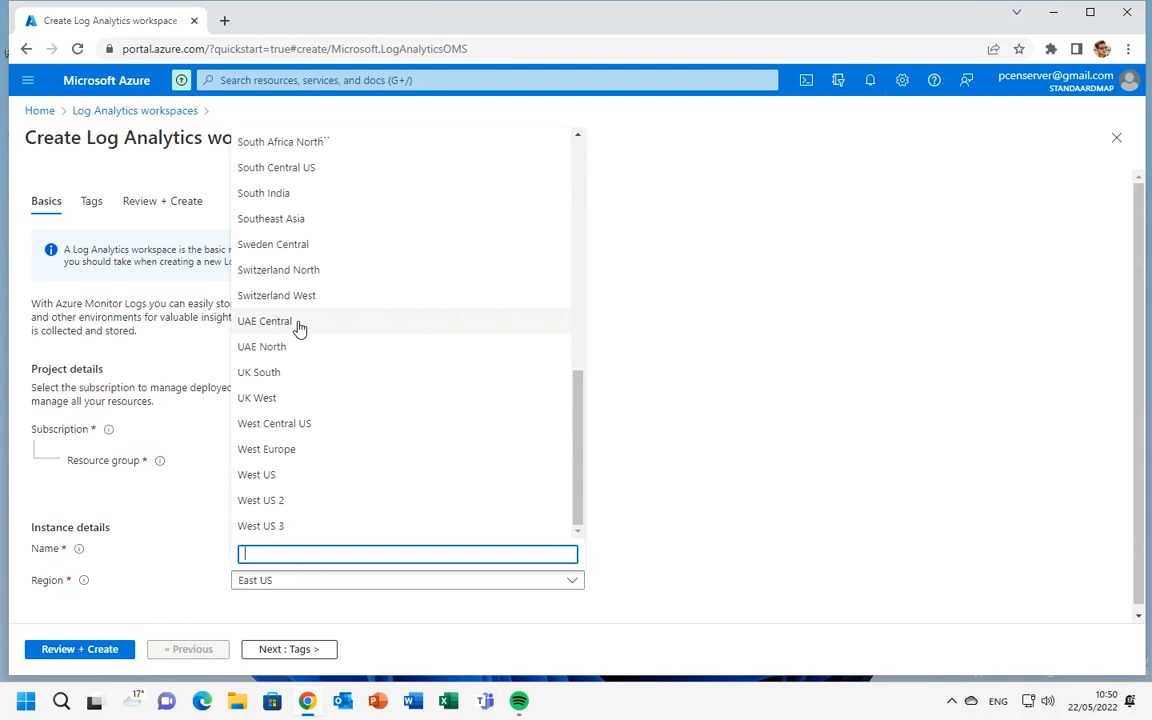 Create Log Analytics workspace
portal.azure.com/?quickstart=true#create/Microsoft.LogAnalyticsOMS
Microsoft Azure
Search resources, services, and docs (G+/)
pcenserver@gmail.com
STANDAARDMAP
Home > Log Analytics workspaces >
Create Log Analytics wo
Basics
Tags
Review + Create
A Log Analytics workspace is the basic
you should take when creating a new Lo
With Azure Monitor Logs you can easily sto
and other environments for valuable insight
is collected and stored.
Project details
Select the subscription to manage deployed
manage all your resources.
Subscription *
Resource group *
Instance details
Name *
Region *
South Africa North
South Central US
South India
Southeast Asia
Sweden Central
Switzerland North
Switzerland West
UAE Central
UAE North
UK South
UK West
West Central US
West Europe
West US
West US 2
West US 3
East US
Review + Create
< Previous
Next : Tags >
17°
ENG
10:50
22/05/2022